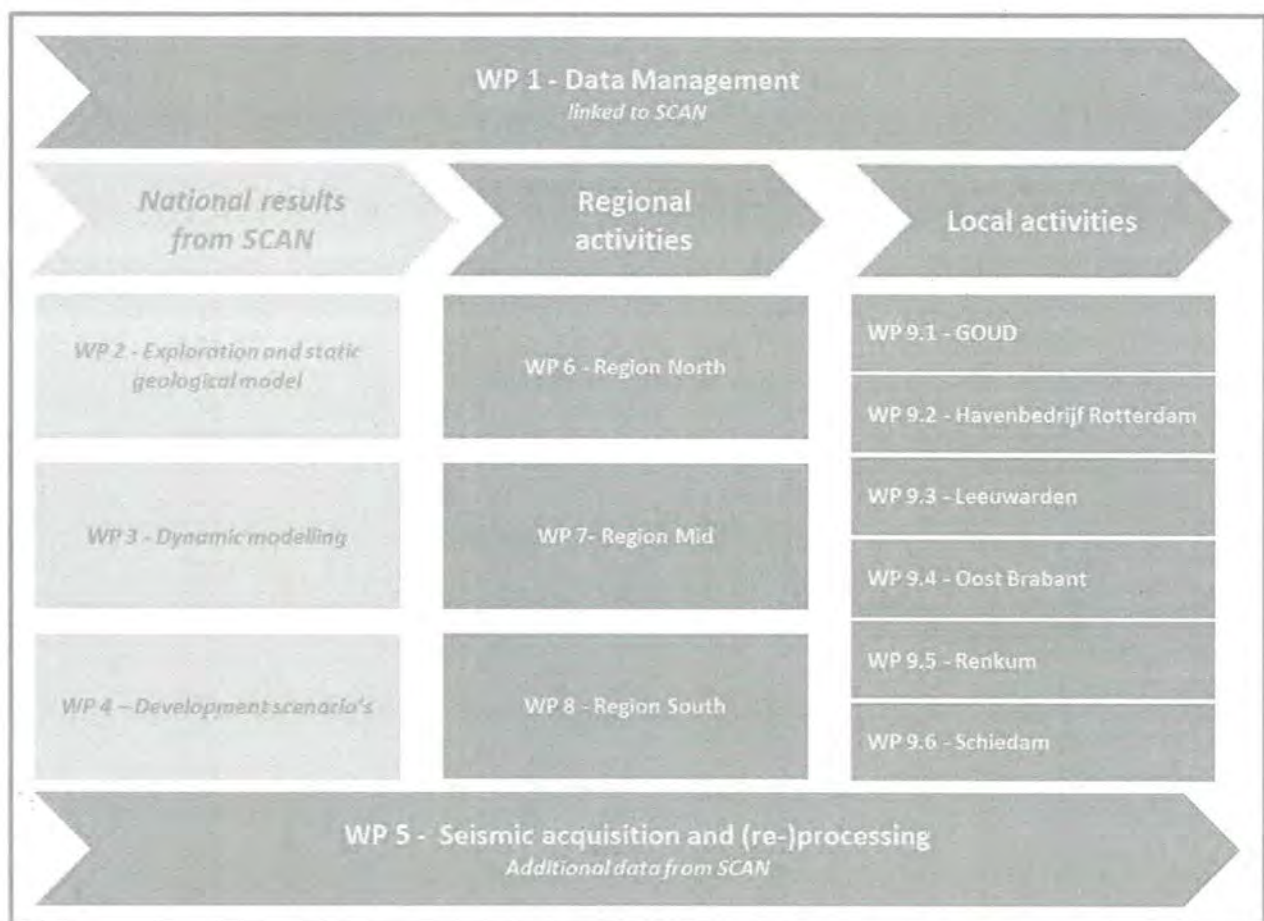 WP 1 - Data Management
linked to SCAN
National results
from SCAN
WP 2 - Exploration and static
geological model
WP 3 - Dynamic modelling
WP 4 – Development scenario's
Regional
activities
WP 6 - Region North
WP 7- Region Mid
WP 8 - Region South
Local activities
WP 9.1 - GOUD
WP 9.2 - Havenbedrijf Rotterdam
WP 9.3 - Leeuwarden
WP 9.4 - Oost Brabant
WP 9.5 - Renkum
WP 9.6 - Schiedam
WP 5 -  Seismic acquisition and (re-)processing
Additional data from SCAN